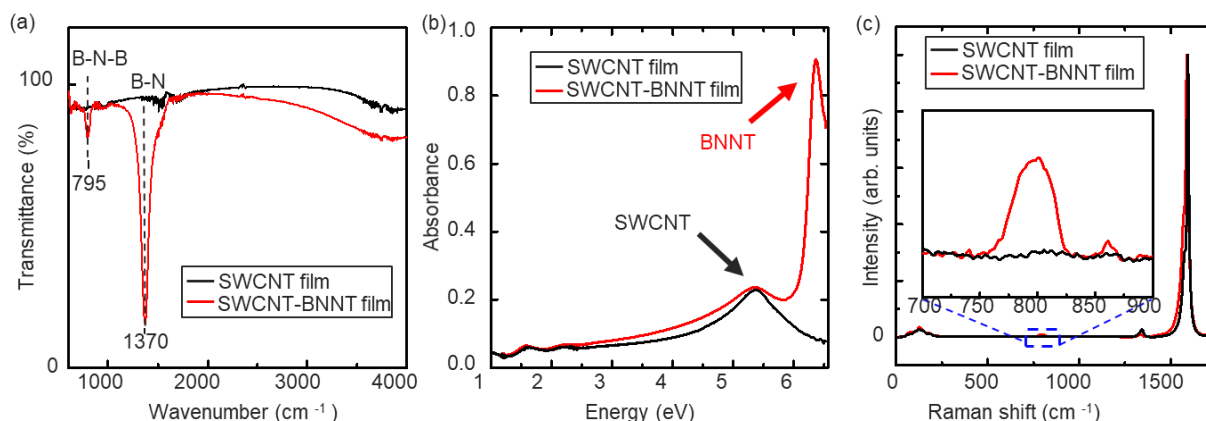 (a)
B-N-B
B-N
100
Transmittance (%)
795
SWCNT film
SWCNT-BNNT film
0
1370
1000
2000
3000
4000
Wavenumber (cm -1)
(b)
1.0
0.8
0.6
0.4
0.2
0.0
Absorbance
SWCNT film
SWCNT-BNNT film
BNNT
SWCNT
1
2
3
4
5
6
Energy (eV)
(c)
SWCNT film
SWCNT-BNNT film
Intensity (arb. units)
700
750
800
850
900
0
0
500
1000
1500
Raman shift (cm -1)